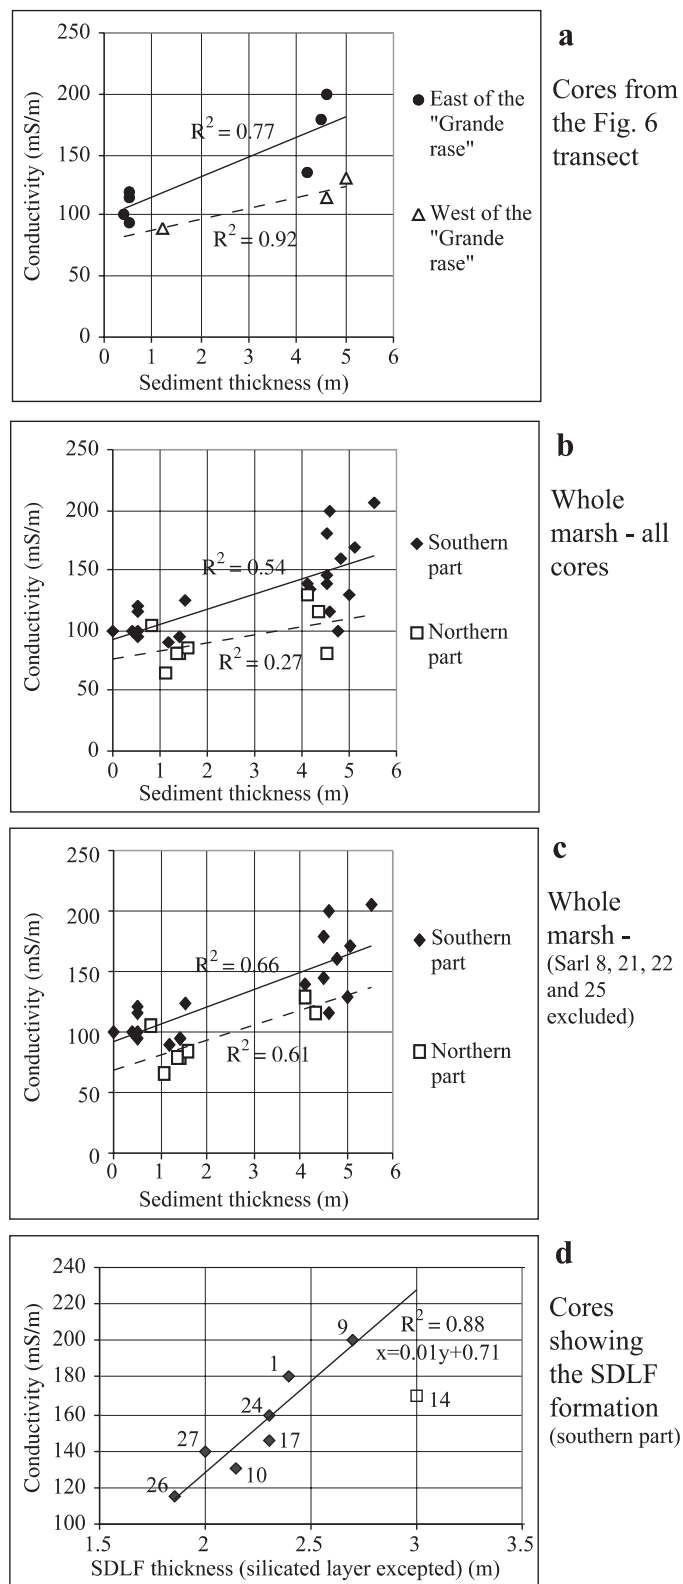 a
Cores from
the Fig. 6
transect
250
200
150
100
50
0
0 1 2 3 4 5 6
Conductivity (mS/m)
Sediment thickness (m)
R² = 0.77
R² = 0.92
East of the
"Grande
rase"
West of the
"Grande
rase"
b
Whole
marsh - all
cores
250
200
150
100
50
0
0 1 2 3 4 5 6
Conductivity (mS/m)
Sediment thickness (m)
R² = 0.54
R² = 0.27
Southern
part
Northern
part
c
Whole
marsh -
(Sarl 8, 21, 22
and 25
excluded)
250
200
150
100
50
0
0 1 2 3 4 5 6
Conductivity (mS/m)
Sediment thickness (m)
R² = 0.66
R² = 0.61
Southern
part
Northern
part
d
Cores
showing
the SDLF
formation
(southern part)
240
220
200
180
160
140
120
100
1.5 2 2.5 3 3.5
Conductivity (mS/m)
SDLF thickness (silicated layer excepted) (m)
R² = 0.88
x=0.01y+0.71
9
1
14
24
27
17
10
26